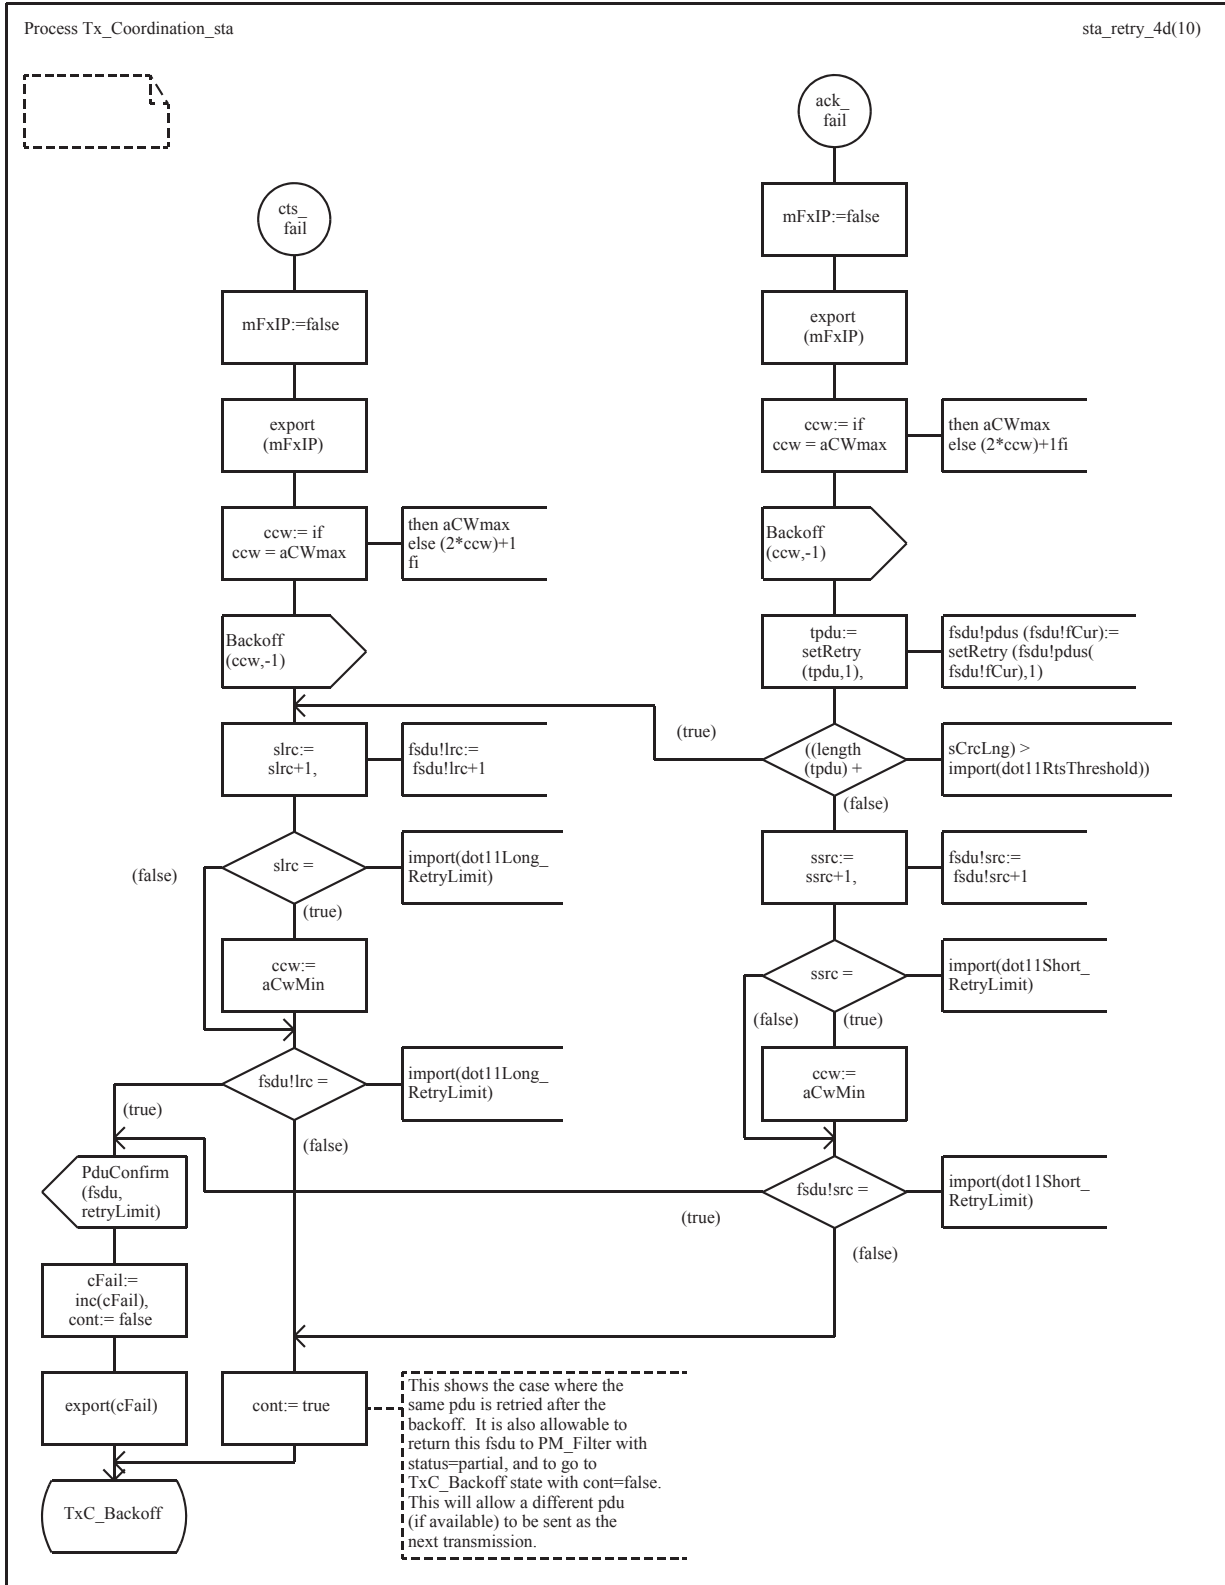 Process Tx_Coordination_sta
sta_retry_4d(10)
cts_
fail
mFxIP:=false
export
(mFxIP)
ccw:= if
ccw = aCWmax
then aCWmax
else (2*ccw)+1
fi
Backoff
(ccw,-1)
slrc:=
slrc+1,
fsdu!lrc:=
fsdu!lrc+1
slrc =
import(dot11Long_
RetryLimit)
(false)
(true)
ccw:=
aCwMin
fsdu!lrc =
import(dot11Long_
RetryLimit)
(true)
(false)
PduConfirm
(fsdu,
retryLimit)
cFail:=
inc(cFail),
cont:= false
export(cFail)
cont:= true
This shows the case where the
same pdu is retried after the
backoff.  It is also allowable to
return this fsdu to PM_Filter with
status=partial, and to go to
TxC_Backoff state with cont=false.
This will allow a different pdu
(if available) to be sent as the
next transmission.
TxC_Backoff
ack_
fail
mFxIP:=false
export
(mFxIP)
ccw:= if
ccw = aCWmax
then aCWmax
else (2*ccw)+1fi
Backoff
(ccw,-1)
tpdu:=
setRetry
(tpdu,1),
fsdu!pdus (fsdu!fCur):=
setRetry (fsdu!pdus(
fsdu!fCur),1)
(true)
((length
(tpdu) +
sCrcLng) >
import(dot11RtsThreshold))
(false)
ssrc:=
ssrc+1,
fsdu!src:=
fsdu!src+1
ssrc =
import(dot11Short_
RetryLimit)
(false)
(true)
ccw:=
aCwMin
fsdu!src =
import(dot11Short_
RetryLimit)
(true)
(false)